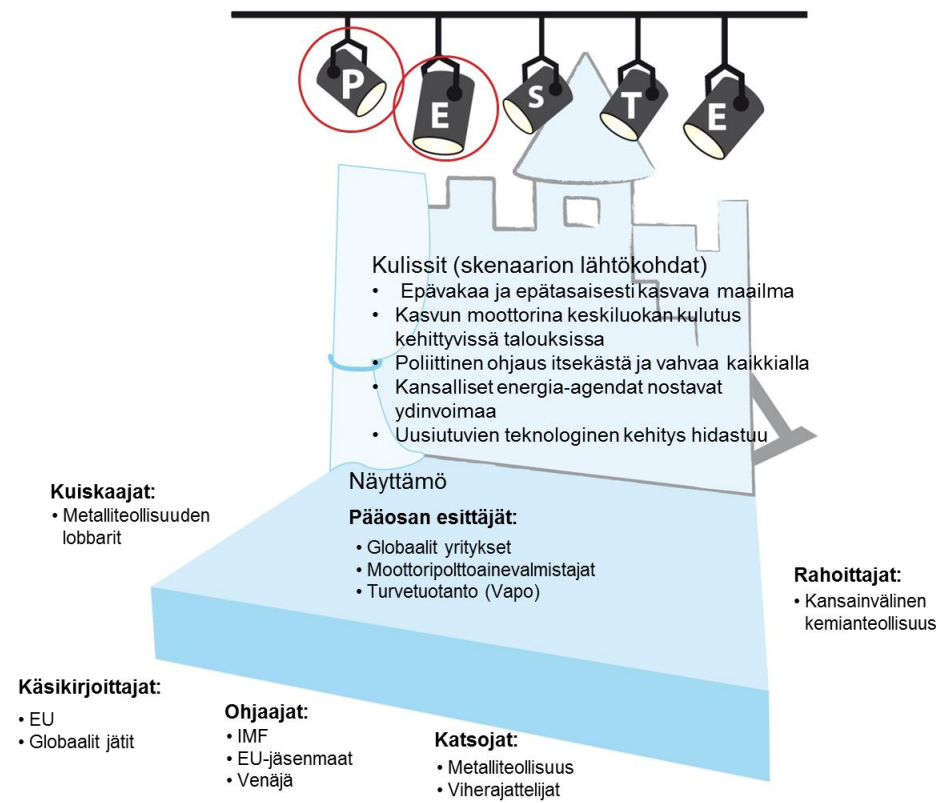 P E S T E
Kulissit (skenaarion lähtökohdat)
• Epävakaa ja epätasaisesti kasvava maailma
• Kasvun moottorina keskiluokan kulutus
kehittyvissä talouksissa
• Poliittinen ohjaus itsekästä ja vahvaa kaikkialla
• Kansalliset energia-agendat nostavat
ydinvoimaa
• Uusiutuvien teknologinen kehitys hidastuu
Näyttämö
Pääosan esittäjät:
• Globaalit yritykset
• Moottoripolttoainevalmistajat
• Turvetuotanto (Vapo)
Kuiskaajat:
• Metalliteollisuuden
lobbarit
Rahoittajat:
• Kansainvälinen
kemianteollisuus
Käsikirjoittajat:
• EU
• Globaalit jätit
Ohjaajat:
• IMF
• EU-jäsenmaat
• Venäjä
Katsojat:
• Metalliteollisuus
• Viherajattelijat